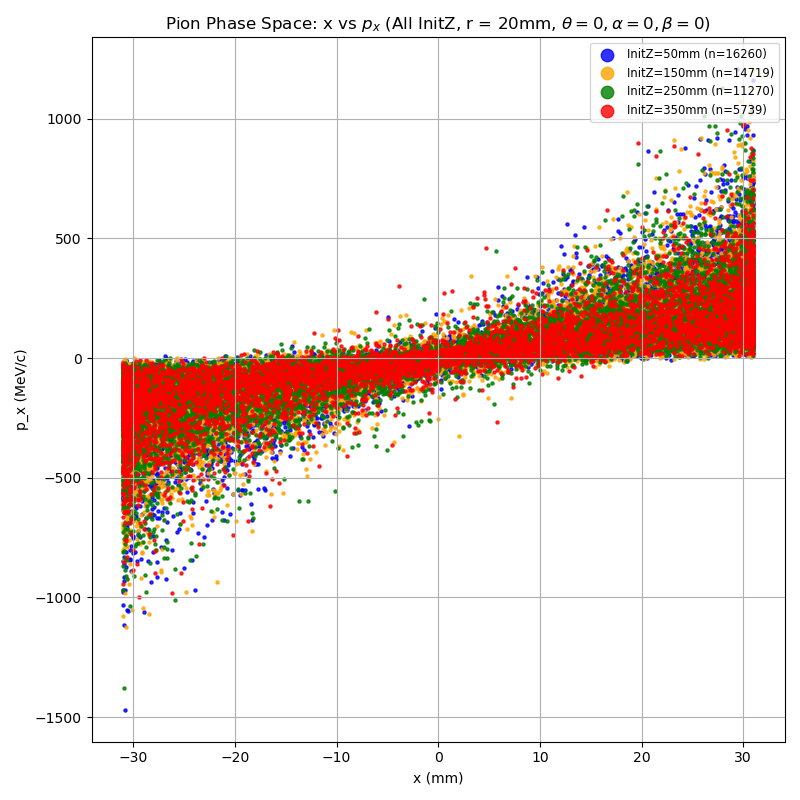 Pion Phase Space: x vs p_x (All InitZ, r = 20mm, θ = 0, α = 0, β = 0)
InitZ=50mm (n=16260)
InitZ=150mm (n=14719)
InitZ=250mm (n=11270)
InitZ=350mm (n=5739)
1000
500
0
−500
−1000
−1500
p_x (MeV/c)
−30 −20 −10 0 10 20 30
x (mm)